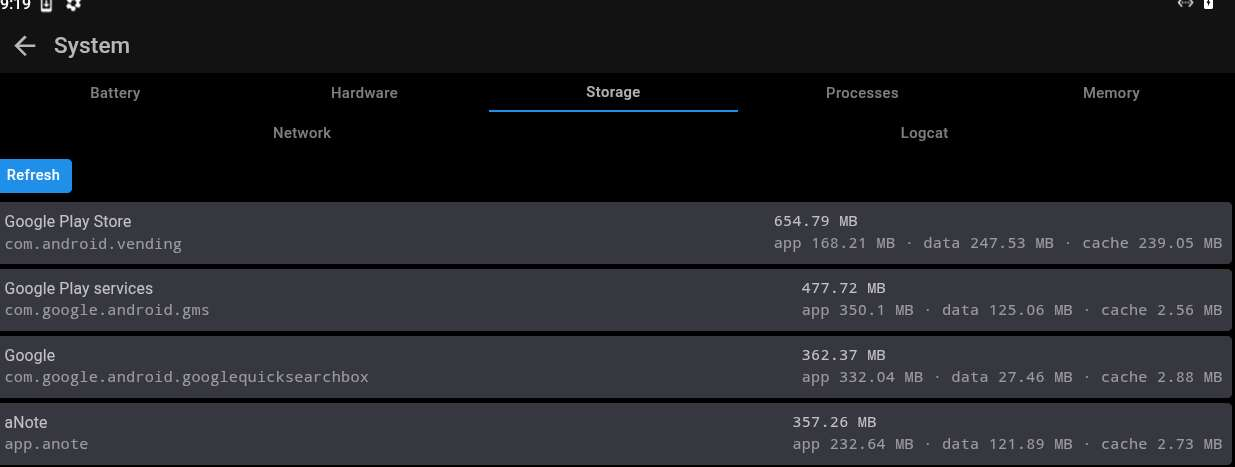 9:19
System
Battery Hardware Storage Processes Memory
Network Logcat
Refresh
Google Play Store 654.79 MB
com.android.vending app 168.21 MB · data 247.53 MB · cache 239.05 MB
Google Play services 477.72 MB
com.google.android.gms app 350.1 MB · data 125.06 MB · cache 2.56 MB
Google 362.37 MB
com.google.android.googlequicksearchbox app 332.04 MB · data 27.46 MB · cache 2.88 MB
aNote 357.26 MB
app.anote app 232.64 MB · data 121.89 MB · cache 2.73 MB